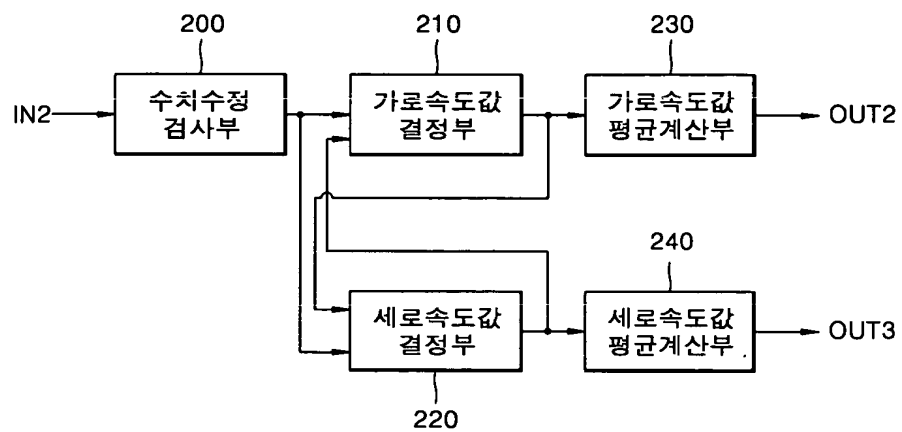 200
210
230
IN2
수치수정
검사부
가로속도값
결정부
가로속도값
평균계산부
OUT2
240
세로속도값
결정부
세로속도값
평균계산부
OUT3
220